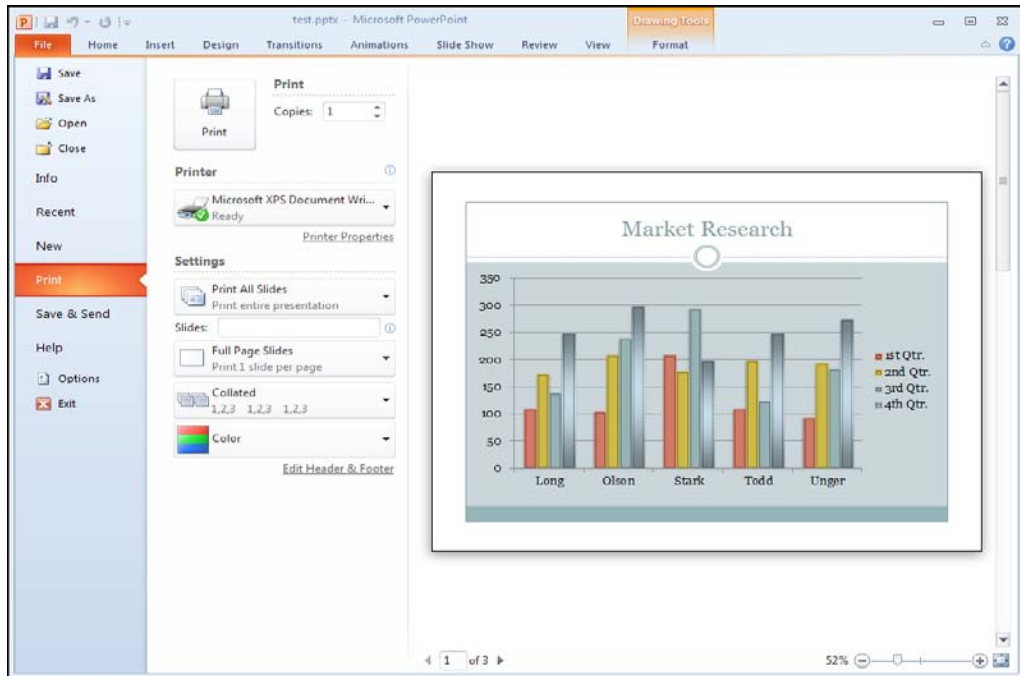 test.pptx - Microsoft PowerPoint
Drawing Tools
File Home Insert Design Transitions Animations Slide Show Review View Format
Save
Save As
Open
Close
Info
Recent
New
Print
Save & Send
Help
Options
Exit
Print
Print
Copies: 1
Printer
Microsoft XPS Document Wri...
Ready
Printer Properties
Settings
Print All Slides
Print entire presentation
Slides:
Full Page Slides
Print 1 slide per page
Collated
1,2,3 1,2,3 1,2,3
Color
Edit Header & Footer
Market Research
350
300
250
200
150
100
50
0
Long Olson Stark Todd Unger
1st Qtr.
2nd Qtr.
3rd Qtr.
4th Qtr.
1 of 3
52%